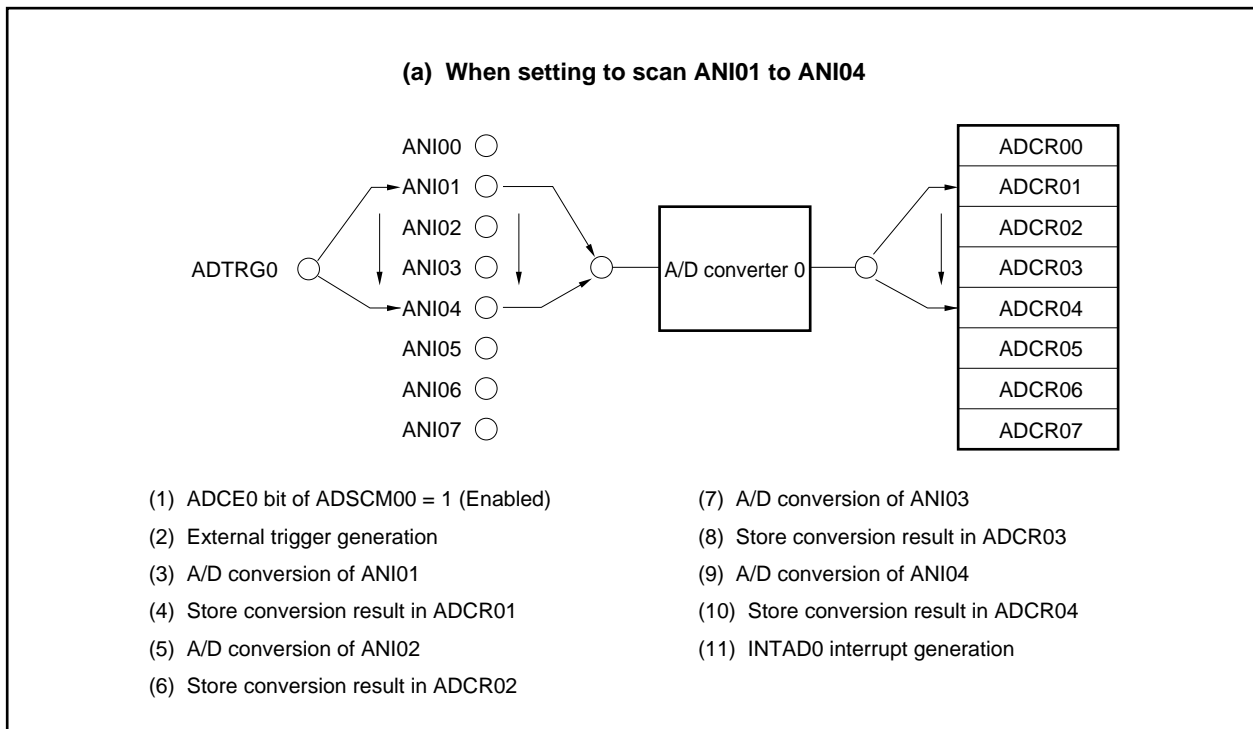 (a) When setting to scan ANI01 to ANI04
ANI00
ANI01
ANI02
ANI03
ANI04
ANI05
ANI06
ANI07
ADTRG0
A/D converter 0
ADCR00
ADCR01
ADCR02
ADCR03
ADCR04
ADCR05
ADCR06
ADCR07
(1) ADCE0 bit of ADSCM00 = 1 (Enabled)
(2) External trigger generation
(3) A/D conversion of ANI01
(4) Store conversion result in ADCR01
(5) A/D conversion of ANI02
(6) Store conversion result in ADCR02
(7) A/D conversion of ANI03
(8) Store conversion result in ADCR03
(9) A/D conversion of ANI04
(10) Store conversion result in ADCR04
(11) INTAD0 interrupt generation